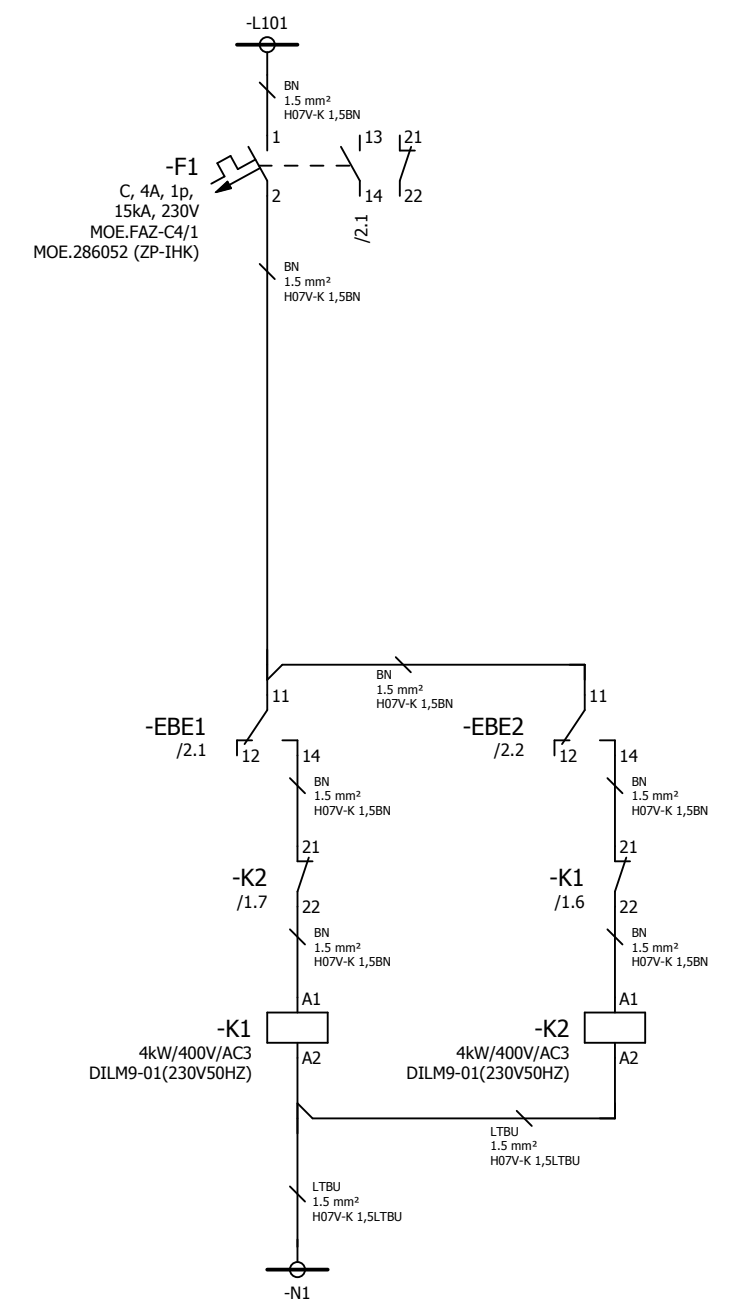 -L101
BN
1.5 mm²
H07V-K 1,5BN
-F1
C, 4A, 1p,
15kA, 230V
MOE.FAZ-C4/1
MOE.286052 (ZP-IHK)
1
2
13
14
/2.1
21
22
BN
1.5 mm²
H07V-K 1,5BN
BN
1.5 mm²
H07V-K 1,5BN
-EBE1
/2.1
11
12
14
-EBE2
/2.2
11
12
14
BN
1.5 mm²
H07V-K 1,5BN
BN
1.5 mm²
H07V-K 1,5BN
-K2
/1.7
21
22
-K1
/1.6
21
22
BN
1.5 mm²
H07V-K 1,5BN
BN
1.5 mm²
H07V-K 1,5BN
-K1
4kW/400V/AC3
DILM9-01(230V50HZ)
A1
A2
-K2
4kW/400V/AC3
DILM9-01(230V50HZ)
A1
A2
LTBU
1.5 mm²
H07V-K 1,5LTBU
LTBU
1.5 mm²
H07V-K 1,5LTBU
-N1